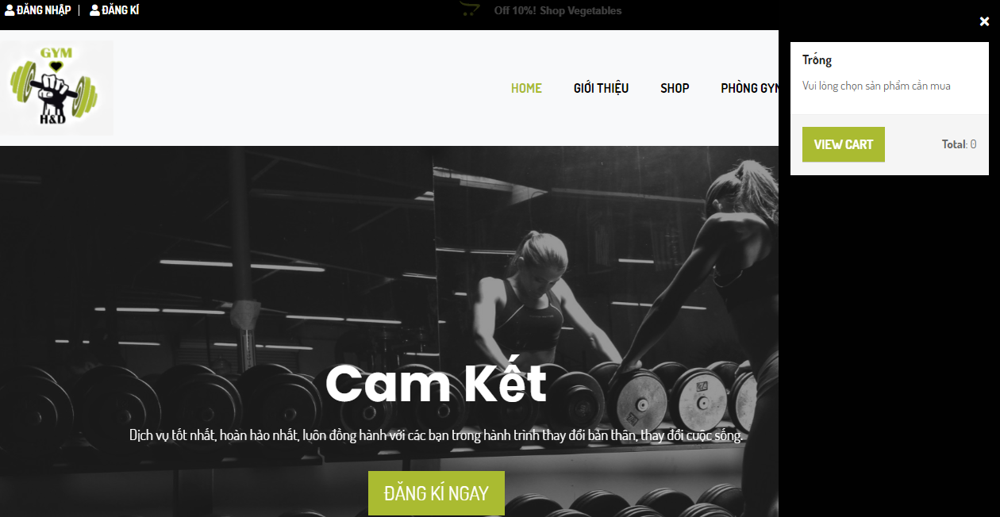 ĐĂNG NHẬP | ĐĂNG KÍ
Off 10%! Shop Vegetables
GYM
H&D
HOME GIỚI THIỆU SHOP PHÒNG GYM
Trống
Vui lòng chọn sản phẩm cần mua
VIEW CART Total: 0
Cam Kết
Dịch vụ tốt nhất, hoàn hảo nhất, luôn đồng hành với các bạn trong hành trình thay đổi bản thân, thay đổi cuộc sống.
ĐĂNG KÍ NGAY